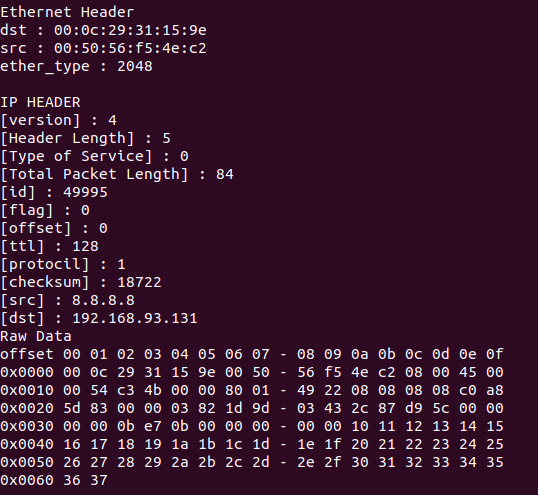 Ethernet Header
dst : 00:0c:29:31:15:9e
src : 00:50:56:f5:4e:c2
ether_type : 2048
IP HEADER
[version] : 4
[Header Length] : 5
[Type of Service] : 0
[Total Packet Length] : 84
[id] : 49995
[flag] : 0
[offset] : 0
[ttl] : 128
[protocil] : 1
[checksum] : 18722
[src] : 8.8.8.8
[dst] : 192.168.93.131
Raw Data
offset 00 01 02 03 04 05 06 07 - 08 09 0a 0b 0c 0d 0e 0f
0x0000 00 0c 29 31 15 9e 00 50 - 56 f5 4e c2 08 00 45 00
0x0010 00 54 c3 4b 00 00 80 01 - 49 22 08 08 08 08 c0 a8
0x0020 5d 83 00 00 03 82 1d 9d - 03 43 2c 87 d9 5c 00 00
0x0030 00 00 0b e7 0b 00 00 00 - 00 00 10 11 12 13 14 15
0x0040 16 17 18 19 1a 1b 1c 1d - 1e 1f 20 21 22 23 24 25
0x0050 26 27 28 29 2a 2b 2c 2d - 2e 2f 30 31 32 33 34 35
0x0060 36 37